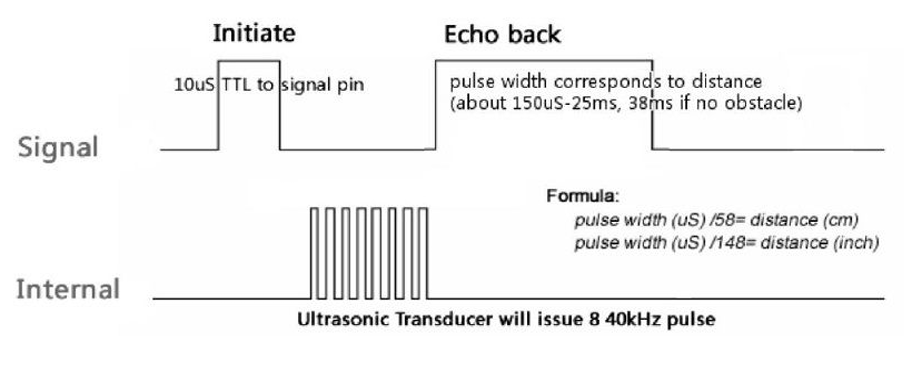 Initiate
Echo back
10uS TTL to signal pin
pulse width corresponds to distance
(about 150uS-25ms, 38ms if no obstacle)
Signal
Formula:
pulse width (uS) /58= distance (cm)
pulse width (uS) /148= distance (inch)
Internal
Ultrasonic Transducer will issue 8 40kHz pulse